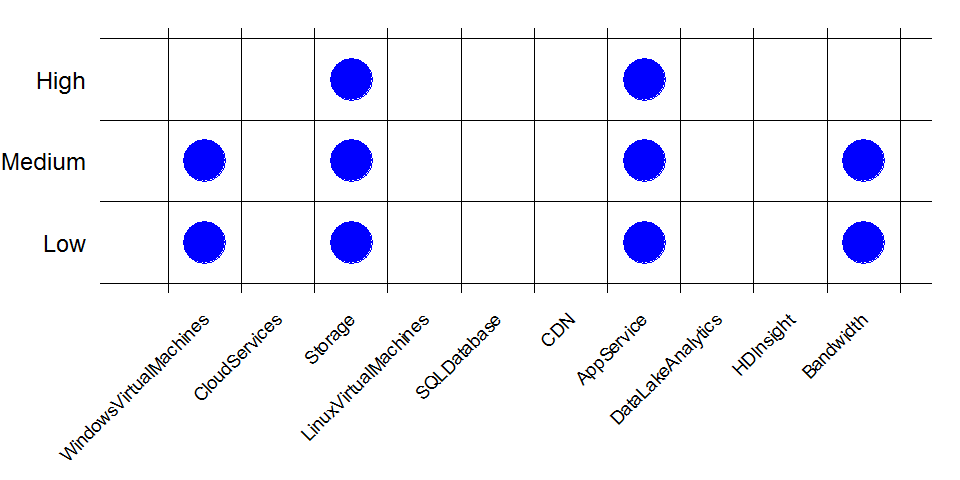 High
Medium
Low
WindowsVirtualMachines
CloudServices
Storage
LinuxVirtualMachines
SQLDatabase
CDN
AppService
DataLakeAnalytics
HDInsight
Bandwidth